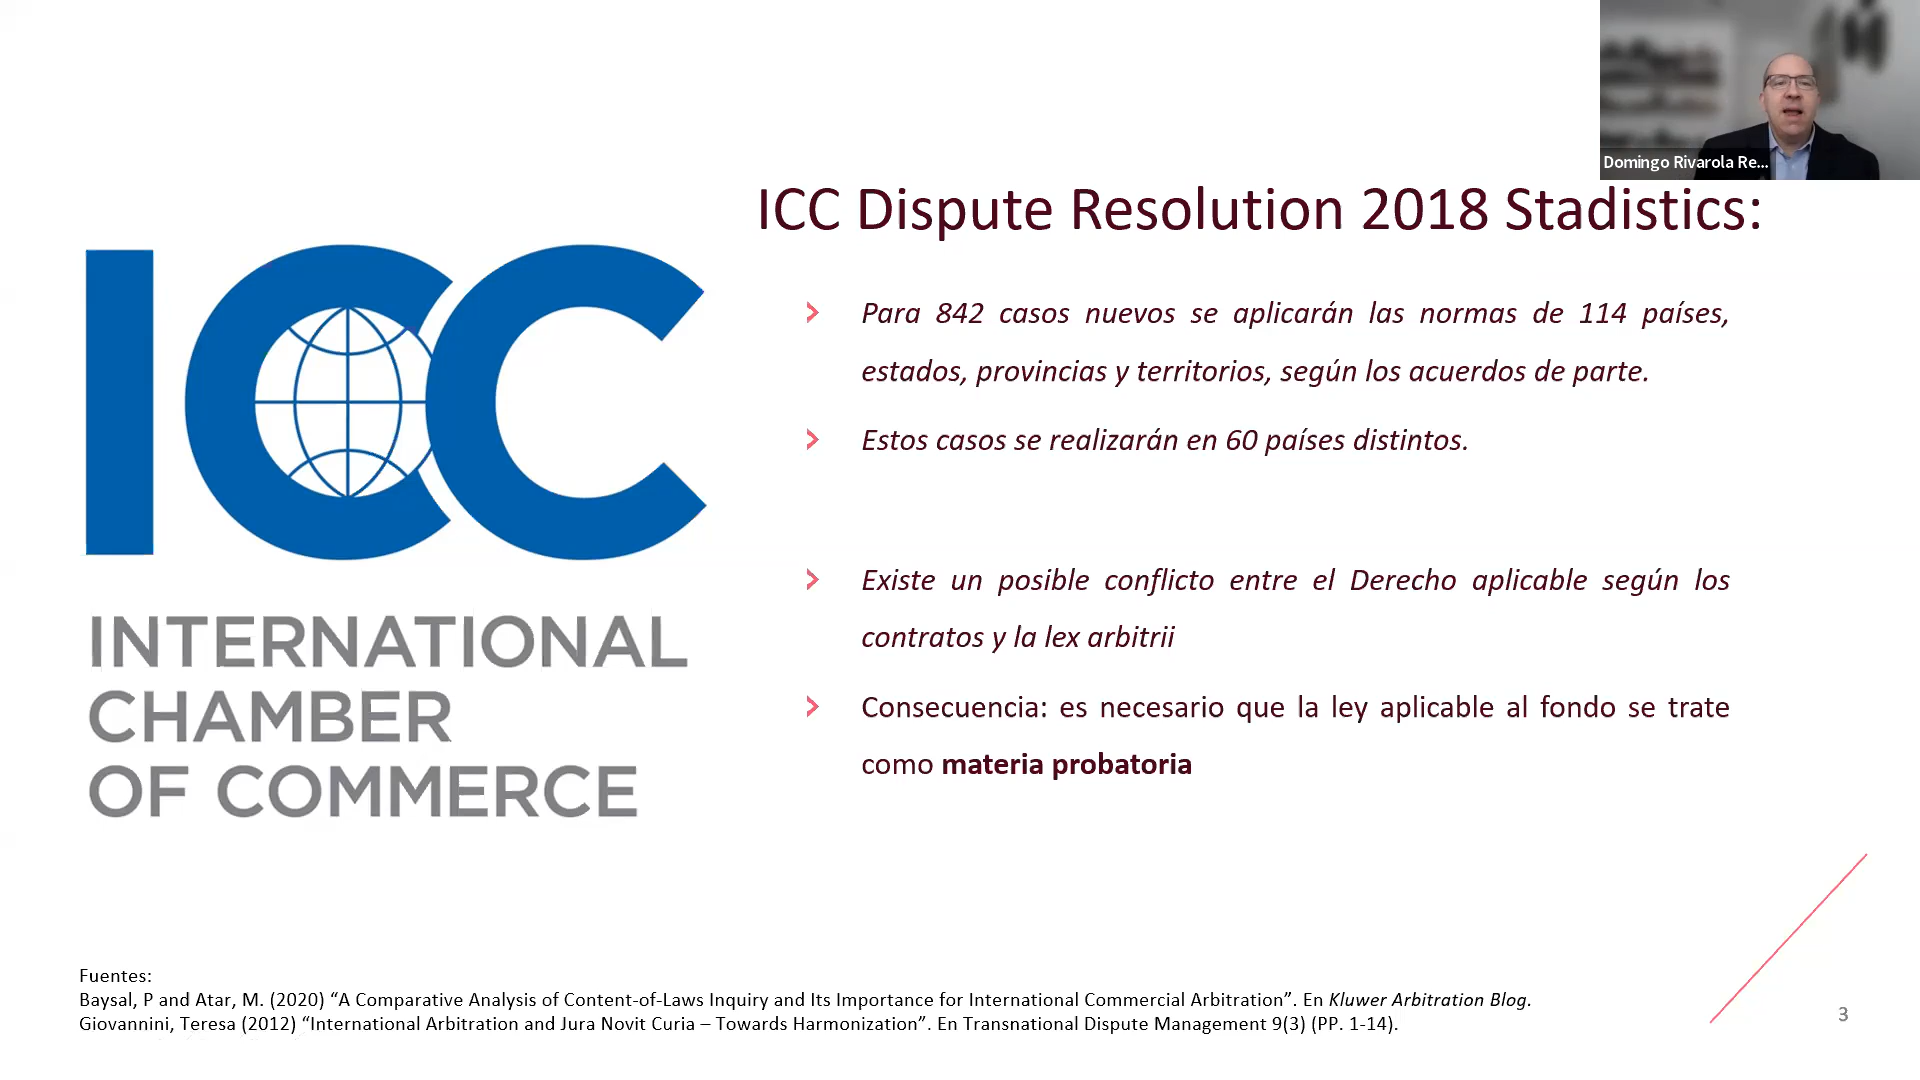 Domingo Rivarola Re...
ICC Dispute Resolution 2018 Stadistics:
ICC
INTERNATIONAL
CHAMBER
OF COMMERCE
Para 842 casos nuevos se aplicarán las normas de 114 países,
estados, provincias y territorios, según los acuerdos de parte.
Estos casos se realizarán en 60 países distintos.
Existe un posible conflicto entre el Derecho aplicable según los
contratos y la lex arbitrii
Consecuencia: es necesario que la ley aplicable al fondo se trate
como materia probatoria
Fuentes:
Baysal, P and Atar, M. (2020) “A Comparative Analysis of Content-of-Laws Inquiry and Its Importance for International Commercial Arbitration”. En Kluwer Arbitration Blog.
Giovannini, Teresa (2012) “International Arbitration and Jura Novit Curia – Towards Harmonization”. En Transnational Dispute Management 9(3) (PP. 1-14).
3